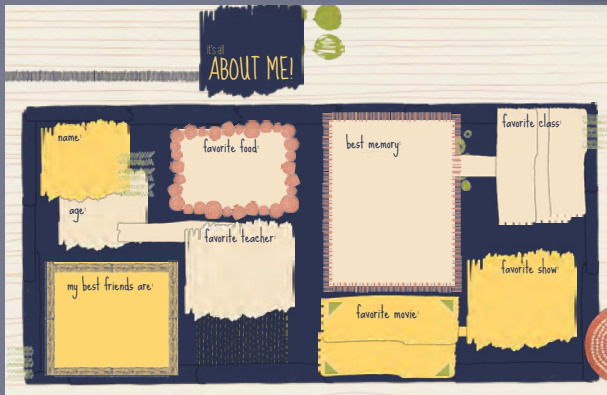 it's all
ABOUT ME!
name:
age:
favorite food:
favorite teacher:
my best friends are:
best memory:
favorite class:
favorite movie:
favorite show: